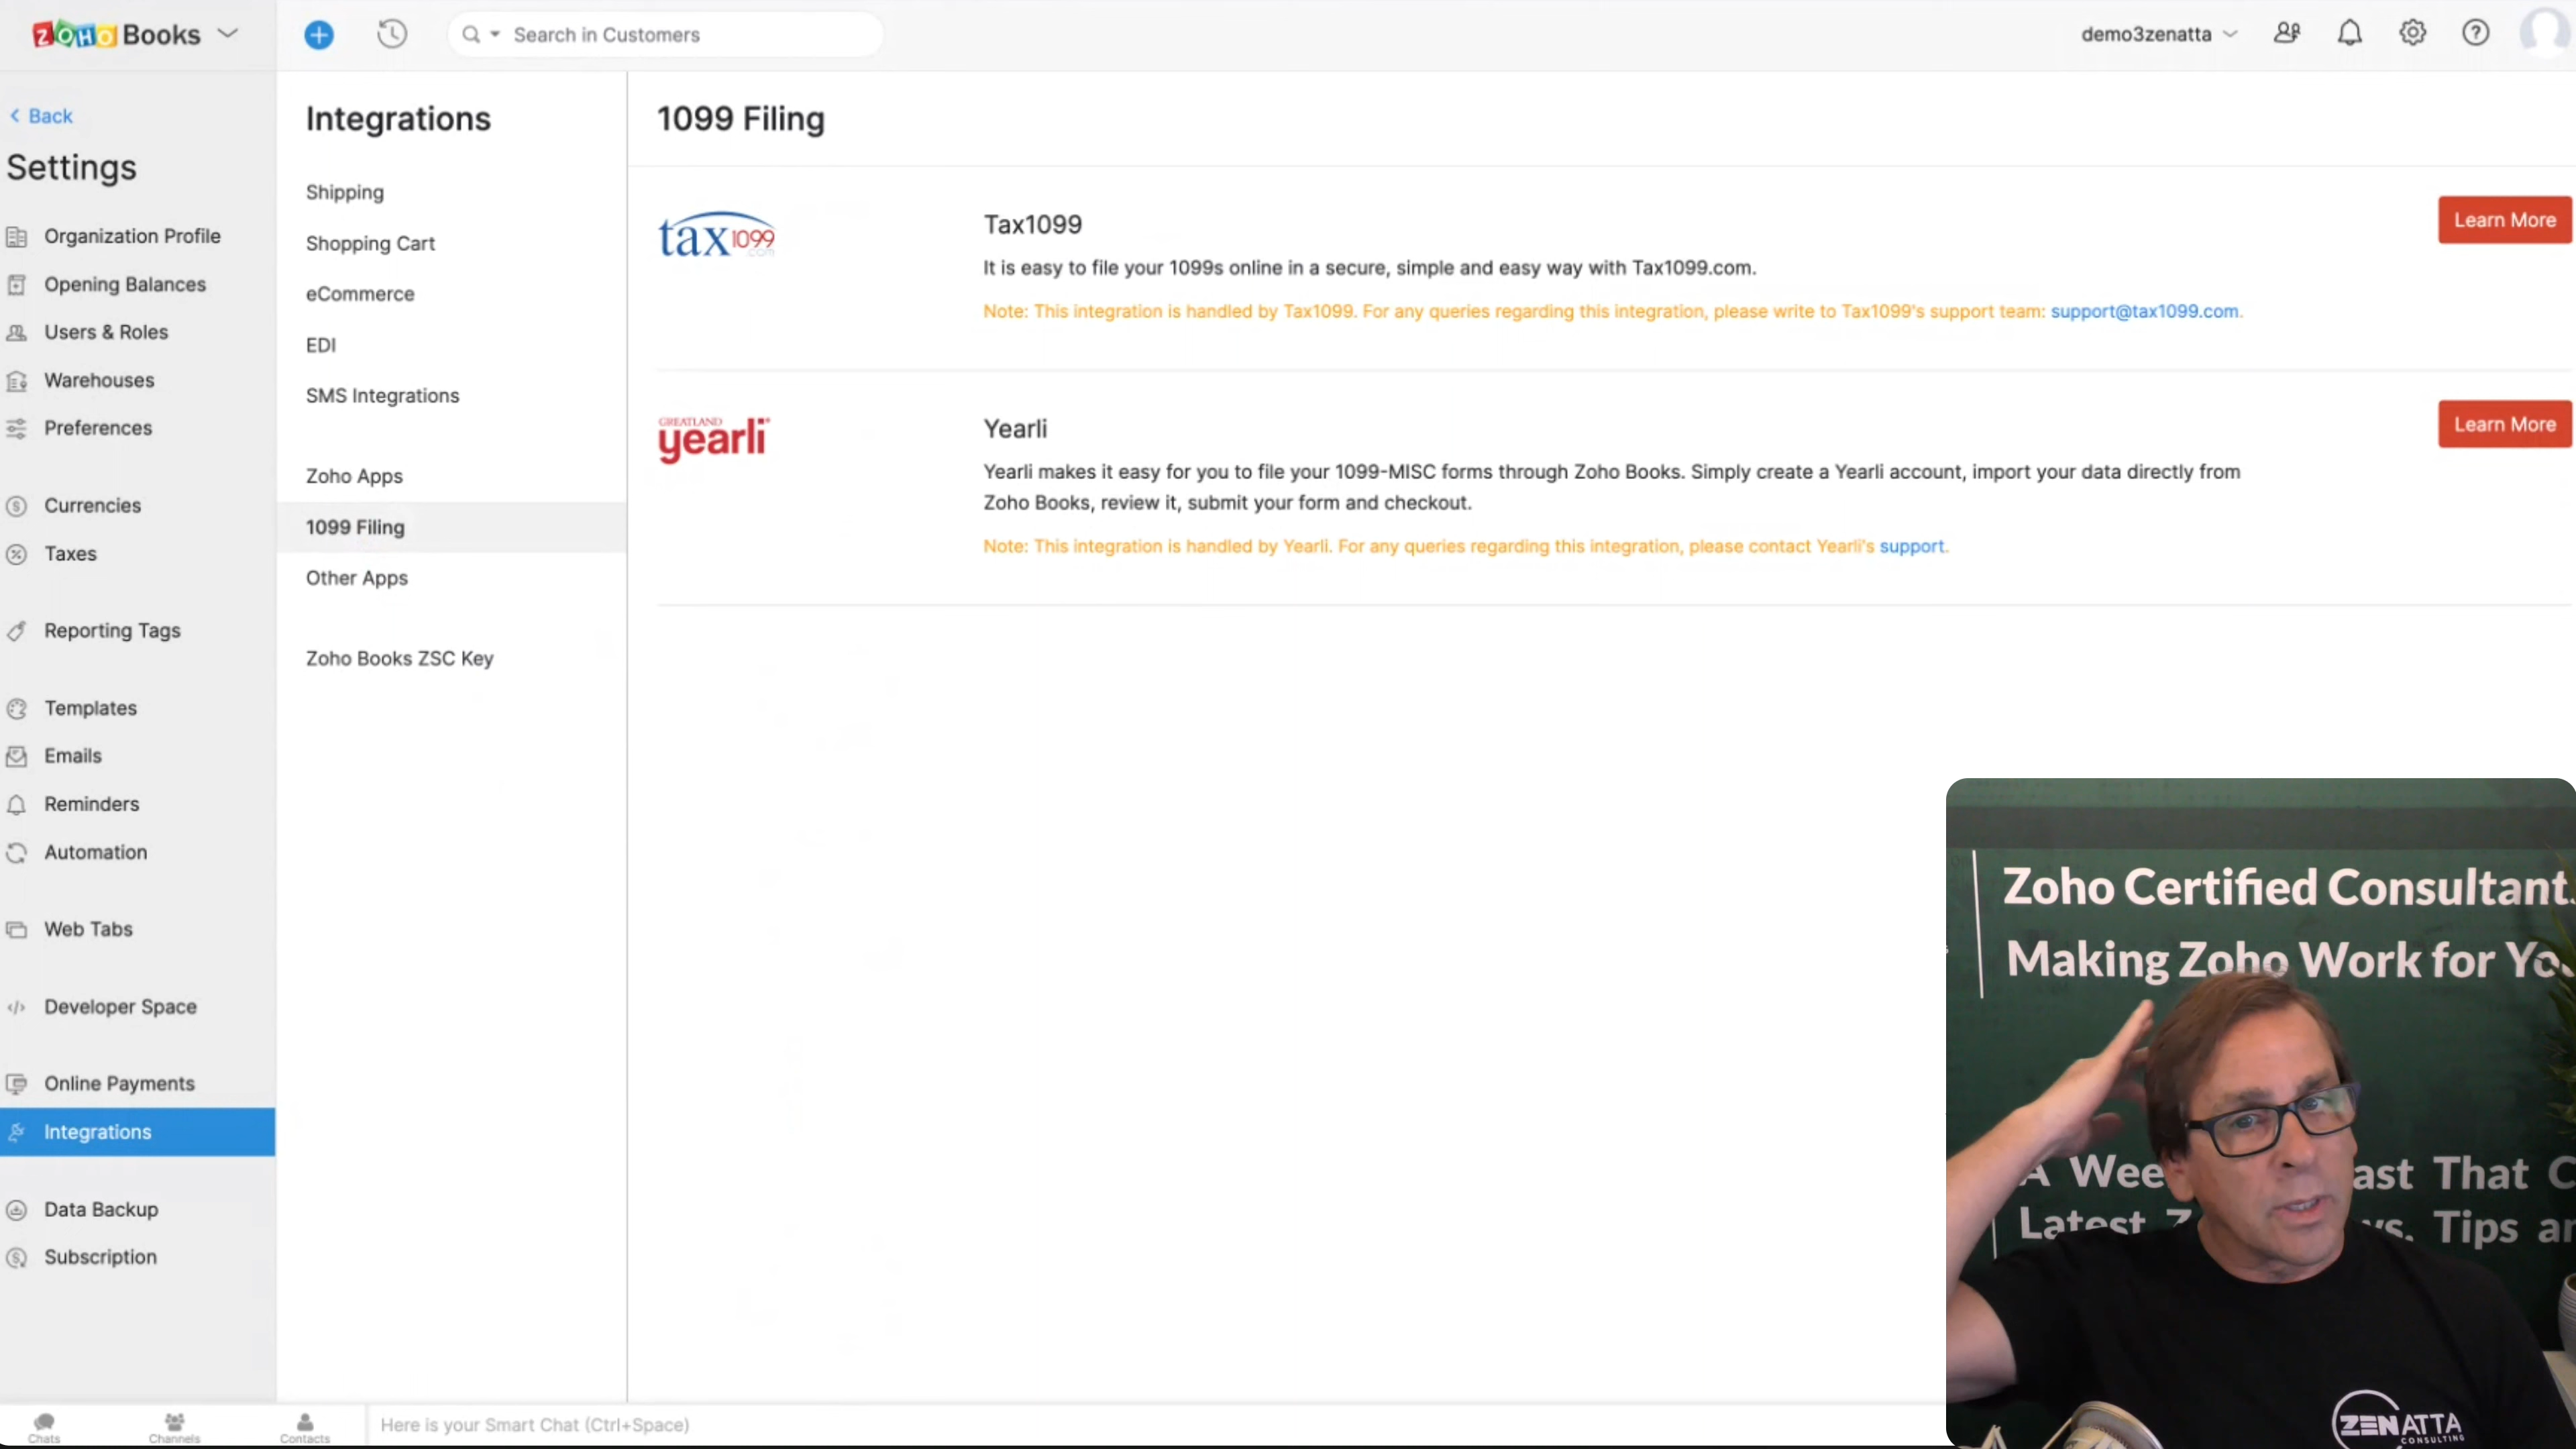 ZOHO Books
Search in Customers
demo3zenatta
Back
Settings
Organization Profile
Opening Balances
Users & Roles
Warehouses
Preferences
Currencies
Taxes
Reporting Tags
Templates
Emails
Reminders
Automation
Web Tabs
Developer Space
Online Payments
Integrations
Data Backup
Subscription
Integrations
Shipping
Shopping Cart
eCommerce
EDI
SMS Integrations
Zoho Apps
1099 Filing
Other Apps
Zoho Books ZSC Key
1099 Filing
tax1099
.com
Tax1099
Learn More
It is easy to file your 1099s online in a secure, simple and easy way with Tax1099.com.
Note: This integration is handled by Tax1099. For any queries regarding this integration, please write to Tax1099's support team: support@tax1099.com.
GREATLAND
yearli
Yearli
Learn More
Yearli makes it easy for you to file your 1099-MISC forms through Zoho Books. Simply create a Yearli account, import your data directly from
Zoho Books, review it, submit your form and checkout.
Note: This integration is handled by Yearli. For any queries regarding this integration, please contact Yearli's support.
Zoho Certified Consultant
Making Zoho Work for Yo
A Wee ast That C
Latest Tips
ZENATTA
CONSULTING
Chats
Channels
Contacts
Here is your Smart Chat (Ctrl+Space)